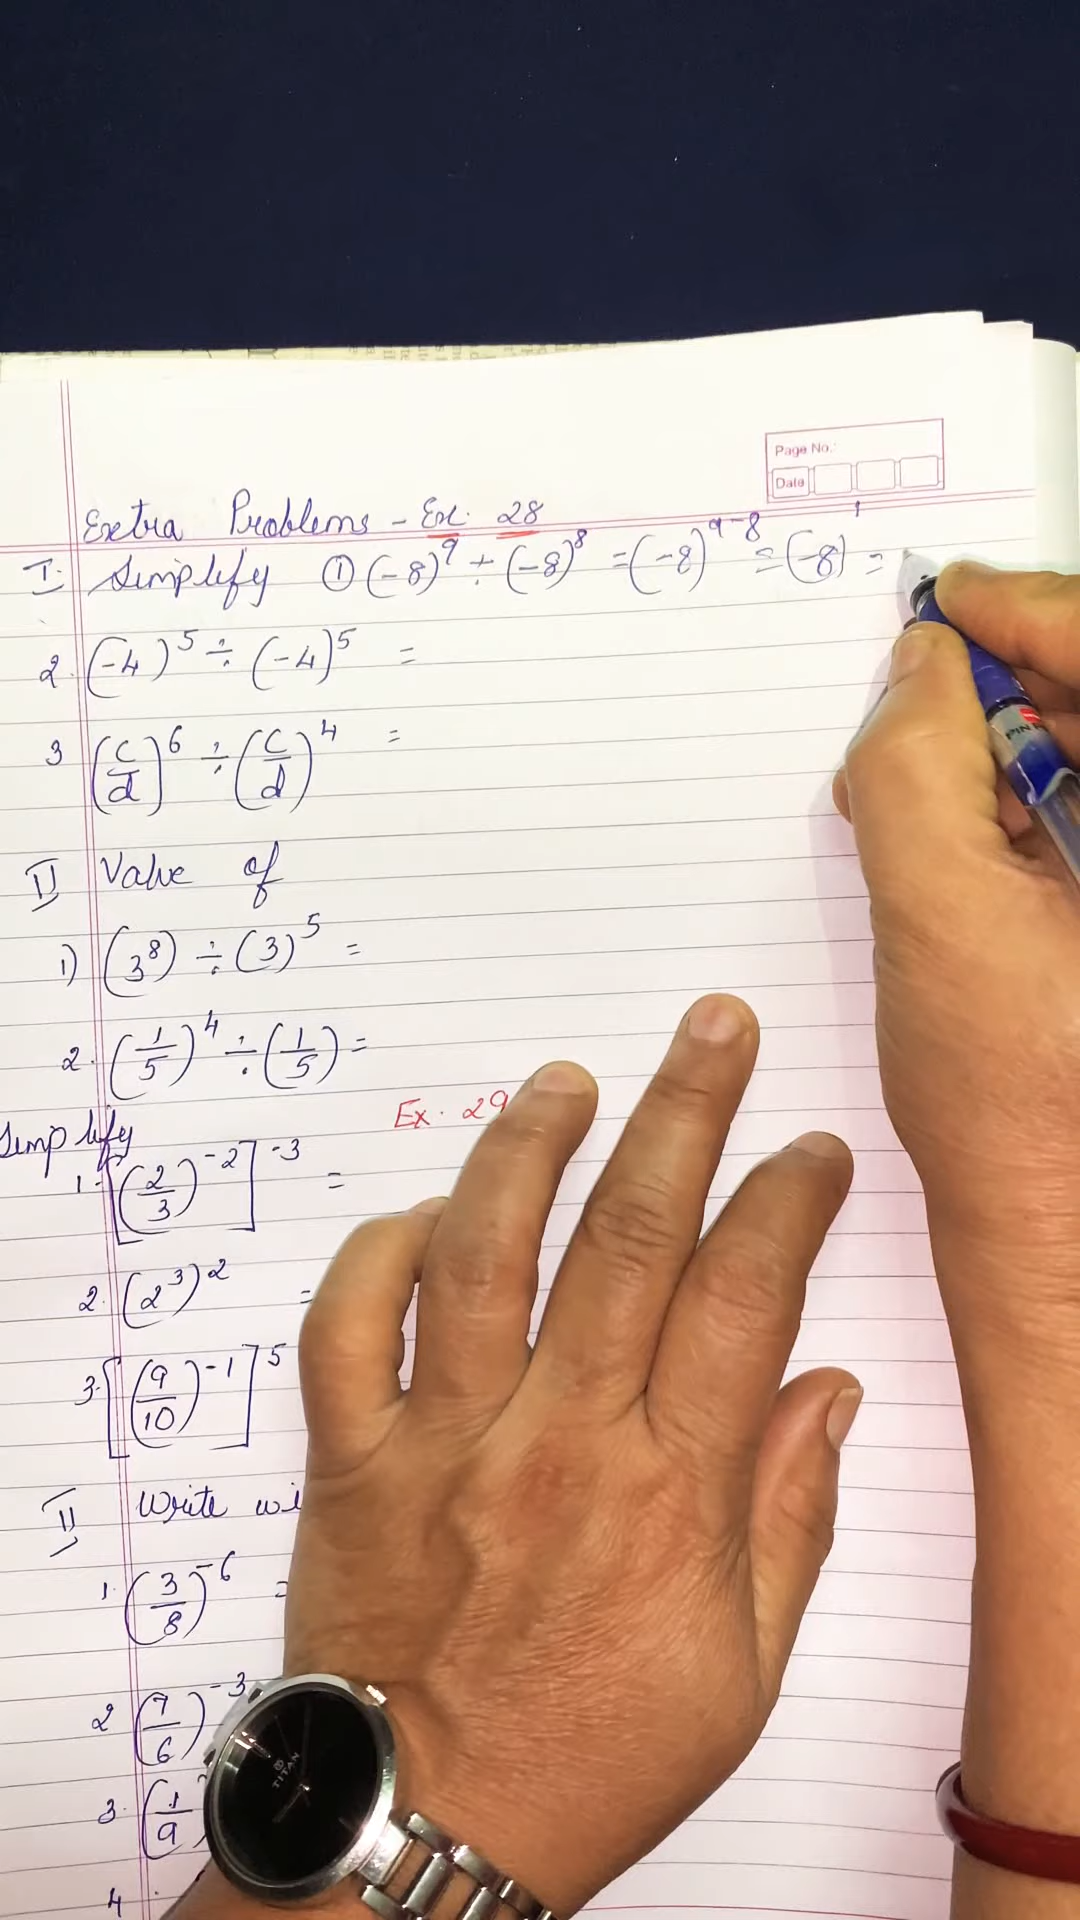 Page No.:
Date
Extra Problems - Ex. 28
I. Simplify ① (-8)^9 ÷ (-8)^8 = (-8)^9-8 = (-8)^1 =
2. (-4)^5 ÷ (-4)^5 =
3 (c/d)^6 ÷ (c/d)^4 =
II Value of
1) (3^8) ÷ (3)^5 =
2. (1/5)^4 ÷ (1/5) =
Ex. 29
Simplify
1. [(2/3)^-2]^-3 =
2. (2^3)^2 =
3. [(9/10)^-1]^5
II Write
1. (3/8)^-6 =
2 (7/6)^-3
3. (1/9)
4
TITAN